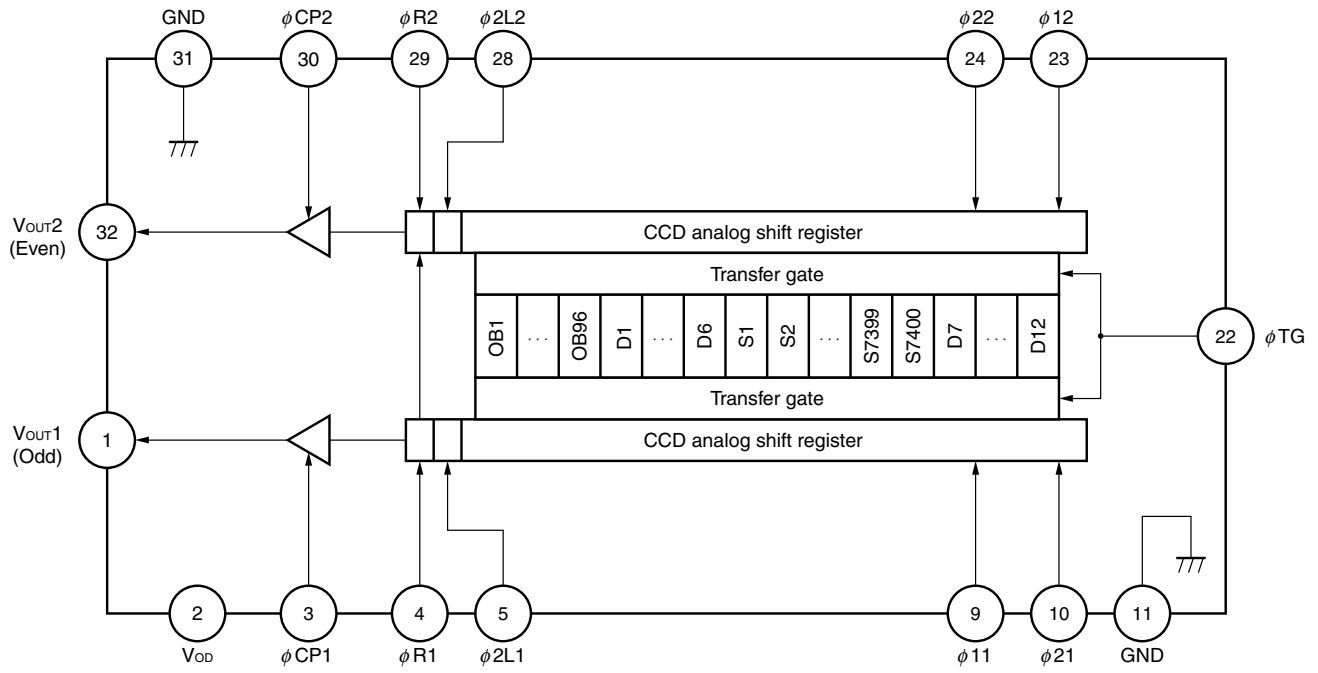 GND φCP2 φR2 φ2L2 φ22 φ12
31 30 29 28 24 23
VOUT2
(Even)
32
CCD analog shift register
Transfer gate
OB1 ... OB96 D1 ... D6 S1 S2 ... S7399 S7400 D7 ... D12
22 φTG
Transfer gate
VOUT1
(Odd)
1
CCD analog shift register
2 3 4 5 9 10 11
VOD φCP1 φR1 φ2L1 φ11 φ21 GND